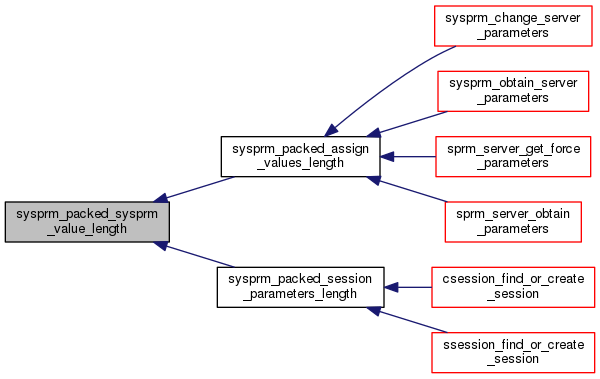 sysprm_change_server
_parameters
sysprm_obtain_server
_parameters
sysprm_packed_assign
_values_length
sprm_server_get_force
_parameters
sprm_server_obtain
_parameters
sysprm_packed_sysprm
_value_length
sysprm_packed_session
_parameters_length
csession_find_or_create
_session
ssession_find_or_create
_session